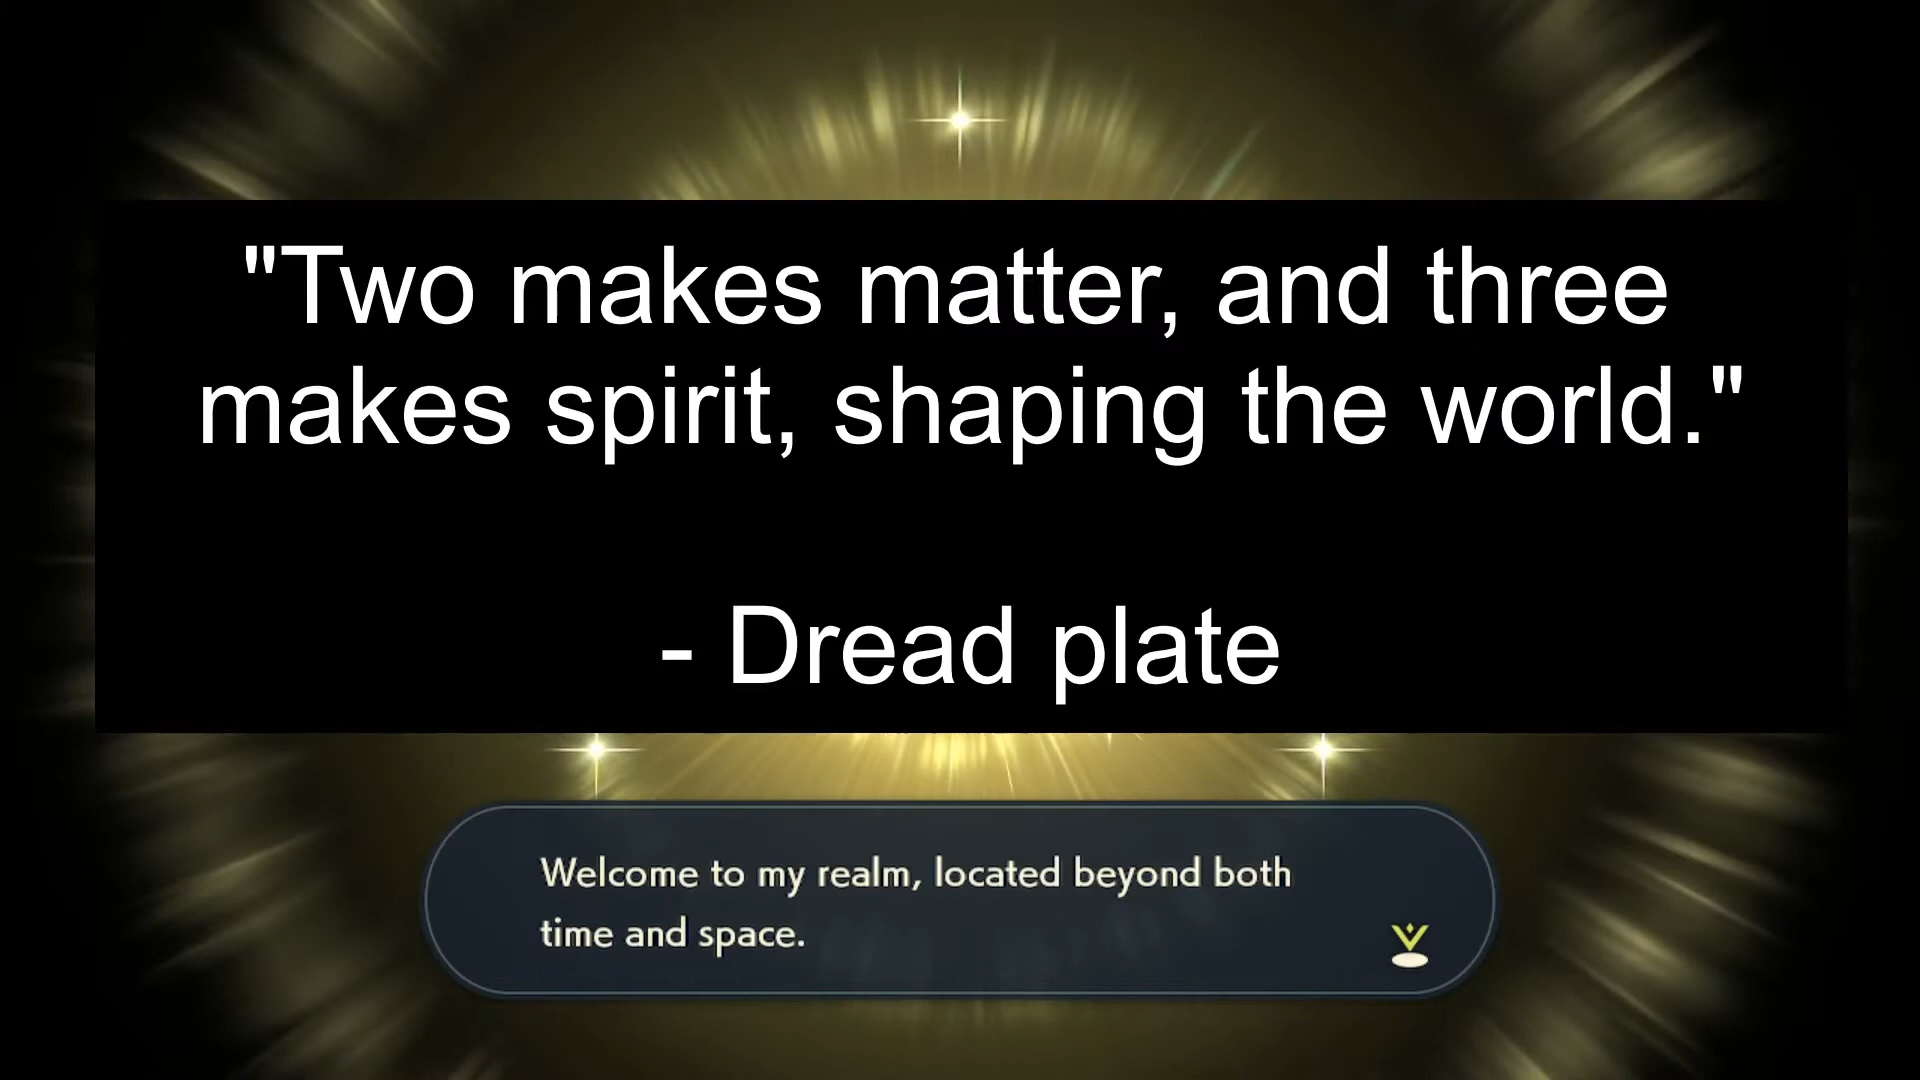 "Two makes matter, and three
makes spirit, shaping the world."
- Dread plate
Welcome to my realm, located beyond both
time and space.